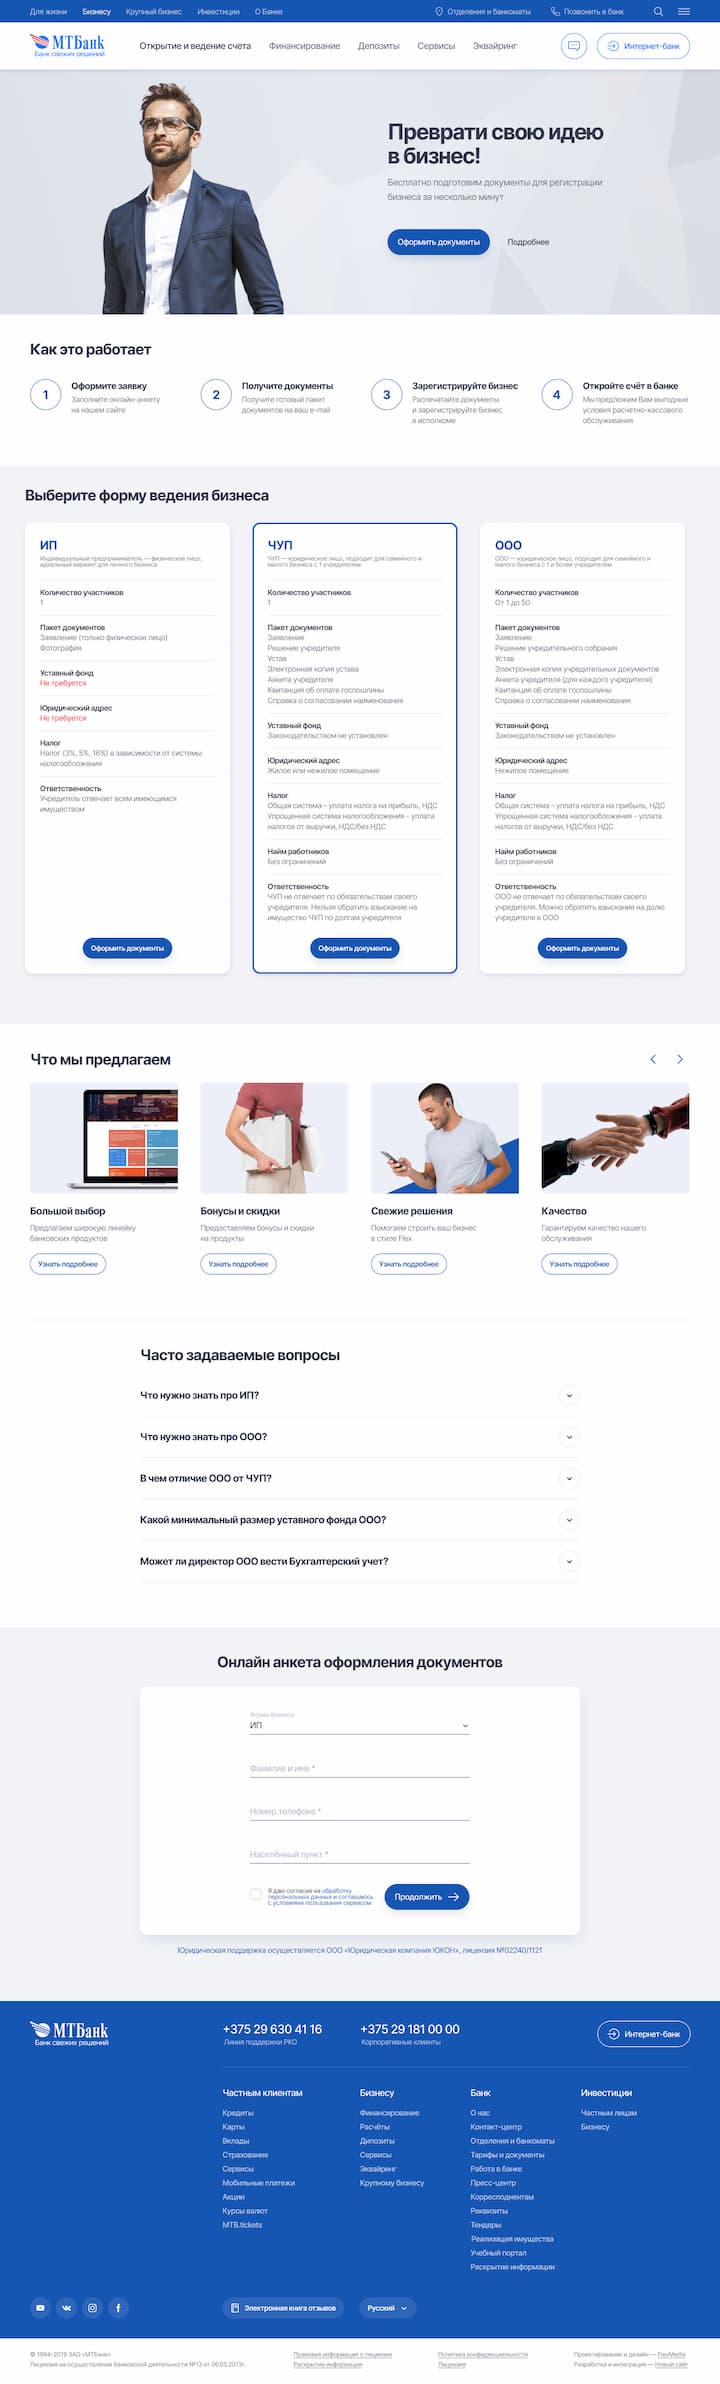 Для жизни Бизнесу Крупный бизнес Инвестиции О Банке Отделения и банкоматы Позвонить в банк
МТБанк
Банк свежих решений
Открытие и ведение счета Финансирование Депозиты Сервисы Эквайринг Интернет-банк
Преврати свою идею
в бизнес!
Бесплатно подготовим документы для регистрации
бизнеса за несколько минут
Оформить документы Подробнее
Как это работает
1
Оформите заявку
Заполните онлайн-анкету
на нашем сайте
2
Получите документы
Получите готовый пакет
документов на ваш e-mail
3
Зарегистрируйте бизнес
Распечатайте документы
и зарегистрируйте бизнес
в исполкоме
4
Откройте счёт в банке
Мы предложим Вам выгодные
условия расчетно-кассового
обслуживания
Выберите форму ведения бизнеса
ИП
Индивидуальный предприниматель — физическое лицо,
идеальный вариант для личного бизнеса
Количество участников
1
Пакет документов
Заявление (только физическое лицо)
Фотография
Уставный фонд
Не требуется
Юридический адрес
Не требуется
Налог
Налог (3%, 5%, 16%) в зависимости от системы
налогообложения
Ответственность
Учредитель отвечает всем имеющимся
имуществом
Оформить документы
ЧУП
ЧУП — юридическое лицо, подходит для семейного и
малого бизнеса с 1 учредителем
Количество участников
1
Пакет документов
Заявление
Решение учредителя
Устав
Электронная копия устава
Анкета учредителя
Квитанция об оплате госпошлины
Справка о согласовании наименования
Уставный фонд
Законодательством не установлен
Юридический адрес
Жилое или нежилое помещение
Налог
Общая система – уплата налога на прибыль, НДС
Упрощенная система налогообложения - уплата
налогов от выручки, НДС/без НДС
Найм работников
Без ограничений
Ответственность
ЧУП не отвечает по обязательствам своего
учредителя. Нельзя обратить взыскание на
имущество ЧУП по долгам учредителя
Оформить документы
ООО
ООО — юридическое лицо, подходит для семейного и
малого бизнеса с 1 и более учредителем
Количество участников
От 1 до 50
Пакет документов
Заявление
Решение учредительного собрания
Устав
Электронная копия учредительных документов
Анкета учредителя (для каждого учредителя)
Квитанция об оплате госпошлины
Справка о согласовании наименования
Уставный фонд
Законодательством не установлен
Юридический адрес
Нежилое помещение
Налог
Общая система – уплата налога на прибыль, НДС
Упрощенная система налогообложения - уплата
налогов от выручки, НДС/без НДС
Найм работников
Без ограничений
Ответственность
ООО не отвечает по обязательствам своего
учредителя. Можно обратить взыскание на долю
учредителя в ООО
Оформить документы
Что мы предлагаем
Большой выбор
Предлагаем широкую линейку
банковских продуктов
Узнать подробнее
Бонусы и скидки
Предоставляем бонусы и скидки
на продукты
Узнать подробнее
Свежие решения
Помогаем строить ваш бизнес
в стиле Flex
Узнать подробнее
Качество
Гарантируем качество нашего
обслуживания
Узнать подробнее
Часто задаваемые вопросы
Что нужно знать про ИП?
Что нужно знать про ООО?
В чем отличие ООО от ЧУП?
Какой минимальный размер уставного фонда ООО?
Может ли директор ООО вести Бухгалтерский учет?
Онлайн анкета оформления документов
Форма бизнеса
ИП
Фамилия и имя *
Номер телефона *
Населённый пункт *
Я даю согласие на обработку
персональных данных и соглашаюсь
с условиями пользования сервисом
Продолжить
Юридическая поддержка осуществляется ООО «Юридическая компания ЮКОН», лицензия №02240/1121
МТБанк
Банк свежих решений
+375 29 630 41 16
Линия поддержки РКО
+375 29 181 00 00
Корпоративные клиенты
Интернет-банк
Частным клиентам
Кредиты
Карты
Вклады
Страхование
Сервисы
Мобильные платежи
Акции
Курсы валют
MTB.tickets
Бизнесу
Финансирование
Расчёты
Дипозиты
Сервисы
Эквайринг
Крупному бизнесу
Банк
О нас
Контакт-центр
Отделения и банкоматы
Тарифы и документы
Работа в банке
Пресс-центр
Корреспондентам
Реквизиты
Тендеры
Реализация имущества
Учебный портал
Раскрытие информации
Инвестиции
Частным лицам
Бизнесу
Электронная книга отзывов Русский
© 1994-2019 ЗАО «МТБанк»
Лицензия на осуществления банковской деятельности №13 от 06.05.2013г.
Правовая информация о лицензии
Раскрытие информации
Политика конфиденциальности
Лицензия
Проектирование и дизайн — FlexMedia
Разработка и интеграция — Новый сайт